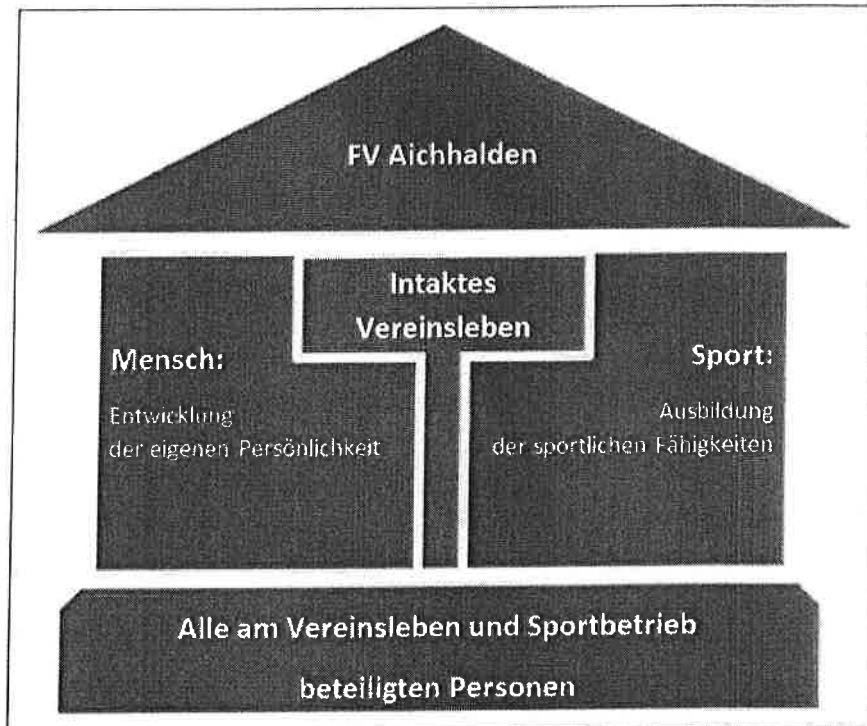 FV Aichhalden
Intaktes
Vereinsleben
Mensch:
Entwicklung
der eigenen Persönlichkeit
Sport:
Ausbildung
der sportlichen Fähigkeiten
Alle am Vereinsleben und Sportbetrieb
beteiligten Personen